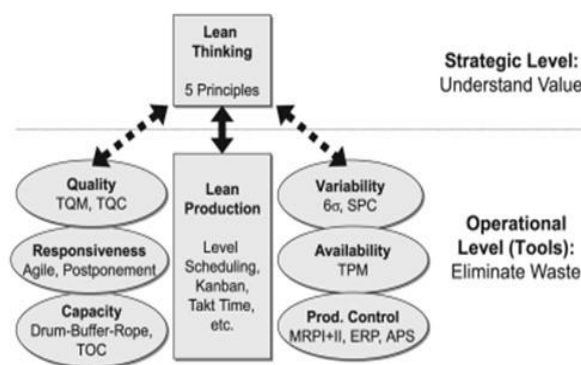 Lean
Thinking
5 Principles
Strategic Level:
Understand Value
Quality
TQM, TQC
Responsiveness
Agile, Postponement
Capacity
Drum-Buffer-Rope,
TOC
Lean
Production
Level
Scheduling,
Kanban,
Takt Time,
etc.
Variability
6σ, SPC
Availability
TPM
Prod. Control
MRPI+II, ERP, APS
Operational
Level (Tools):
Eliminate Waste